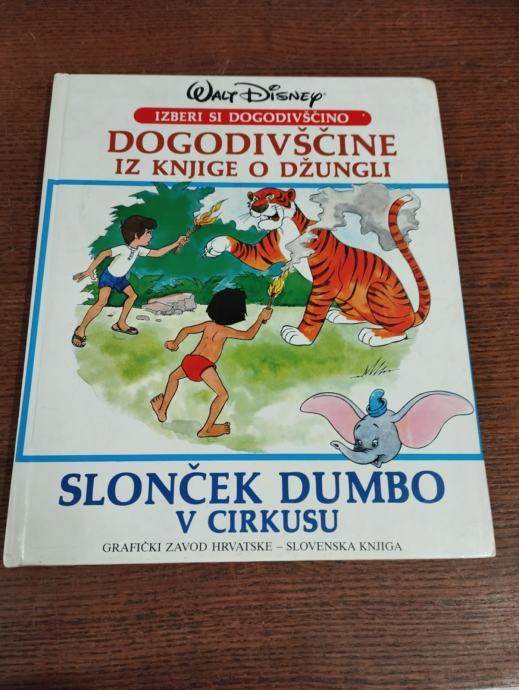 WALT DISNEY
IZBERI SI DOGODIVŠČINO
DOGODIVŠČINE
IZ KNJIGE O DŽUNGLI
SLONČEK DUMBO
V CIRKUSU
GRAFIČKI ZAVOD HRVATSKE – SLOVENSKA KNJIGA